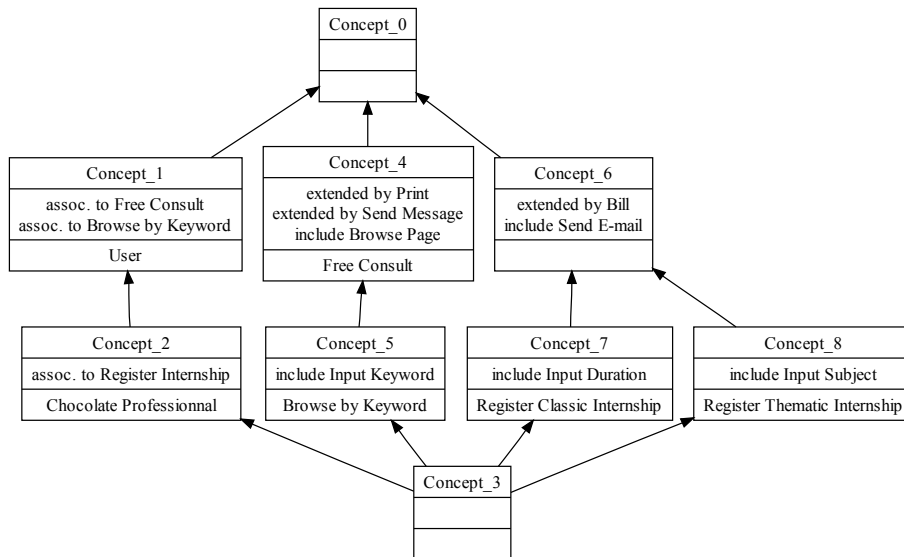 Concept_0
Concept_1
assoc. to Free Consult
assoc. to Browse by Keyword
User
Concept_4
extended by Print
extended by Send Message
include Browse Page
Free Consult
Concept_6
extended by Bill
include Send E-mail
Concept_2
assoc. to Register Internship
Chocolate Professionnal
Concept_5
include Input Keyword
Browse by Keyword
Concept_7
include Input Duration
Register Classic Internship
Concept_8
include Input Subject
Register Thematic Internship
Concept_3